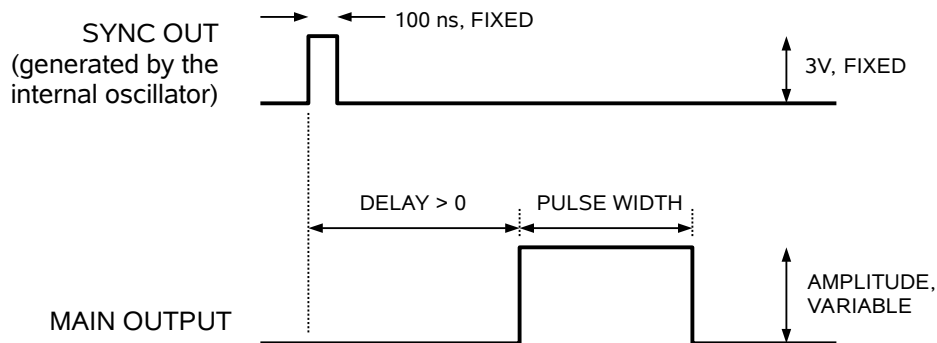 100 ns, FIXED
SYNC OUT
(generated by the
internal oscillator)
3V, FIXED
DELAY > 0
PULSE WIDTH
AMPLITUDE,
VARIABLE
MAIN OUTPUT